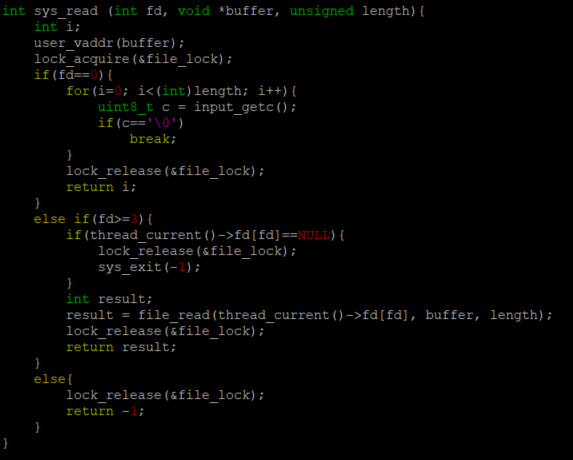 int sys_read (int fd, void *buffer, unsigned length){
    int i;
    user_vaddr(buffer);
    lock_acquire(&file_lock);
    if(fd==0){
        for(i=0; i<(int)length; i++){
            uint8_t c = input_getc();
            if(c=='\0')
                break;
        }
        lock_release(&file_lock);
        return i;
    }
    else if(fd>=3){
        if(thread_current()->fd[fd]==NULL){
            lock_release(&file_lock);
            sys_exit(-1);
        }
        int result;
        result = file_read(thread_current()->fd[fd], buffer, length);
        lock_release(&file_lock);
        return result;
    }
    else{
        lock_release(&file_lock);
        return -1;
    }
}